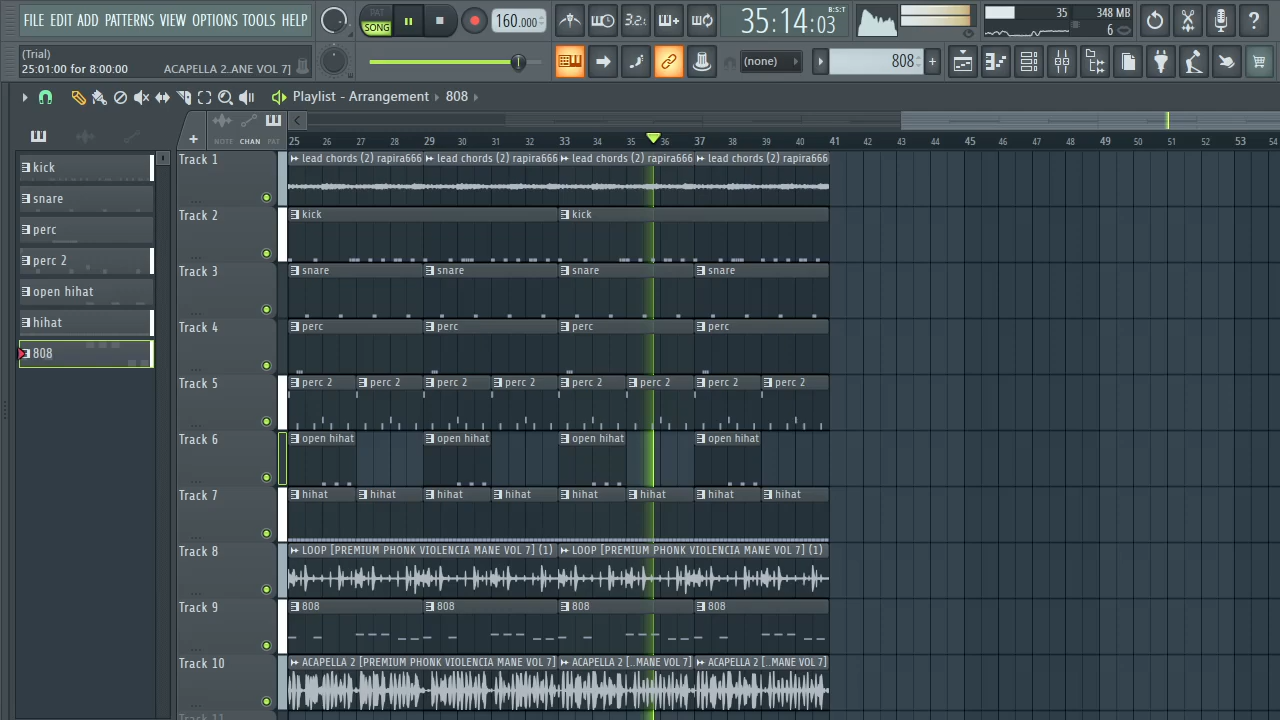 FILE EDIT ADD PATTERNS VIEW OPTIONS TOOLS HELP
PAT
SONG
160.000
3.2.
35:14:03
B:S:T
35
348 MB
6
(Trial)
25:01:00 for 8:00:00 ACAPELLA 2..ANE VOL 7]
(none)
808
Playlist - Arrangement 808
NOTE CHAN PAT
25 26 27 28 29 30 31 32 33 34 35 36 37 38 39 40 41 42 43 44 45 46 47 48 49 50 51 52 53 54
kick
snare
perc
perc 2
open hihat
hihat
808
Track 1
lead chords (2) rapira666 lead chords (2) rapira666 lead chords (2) rapira666 lead chords (2) rapira666
Track 2
kick kick
Track 3
snare snare snare snare
Track 4
perc perc perc perc
Track 5
perc 2 perc 2 perc 2 perc 2 perc 2 perc 2 perc 2 perc 2
Track 6
open hihat open hihat open hihat open hihat
Track 7
hihat hihat hihat hihat hihat hihat hihat hihat
Track 8
LOOP [PREMIUM PHONK VIOLENCIA MANE VOL 7] (1) LOOP [PREMIUM PHONK VIOLENCIA MANE VOL 7] (1)
Track 9
808 808 808 808
Track 10
ACAPELLA 2 [PREMIUM PHONK VIOLENCIA MANE VOL 7] ACAPELLA 2 [..MANE VOL 7] ACAPELLA 2 [..MANE VOL 7]
Track 11